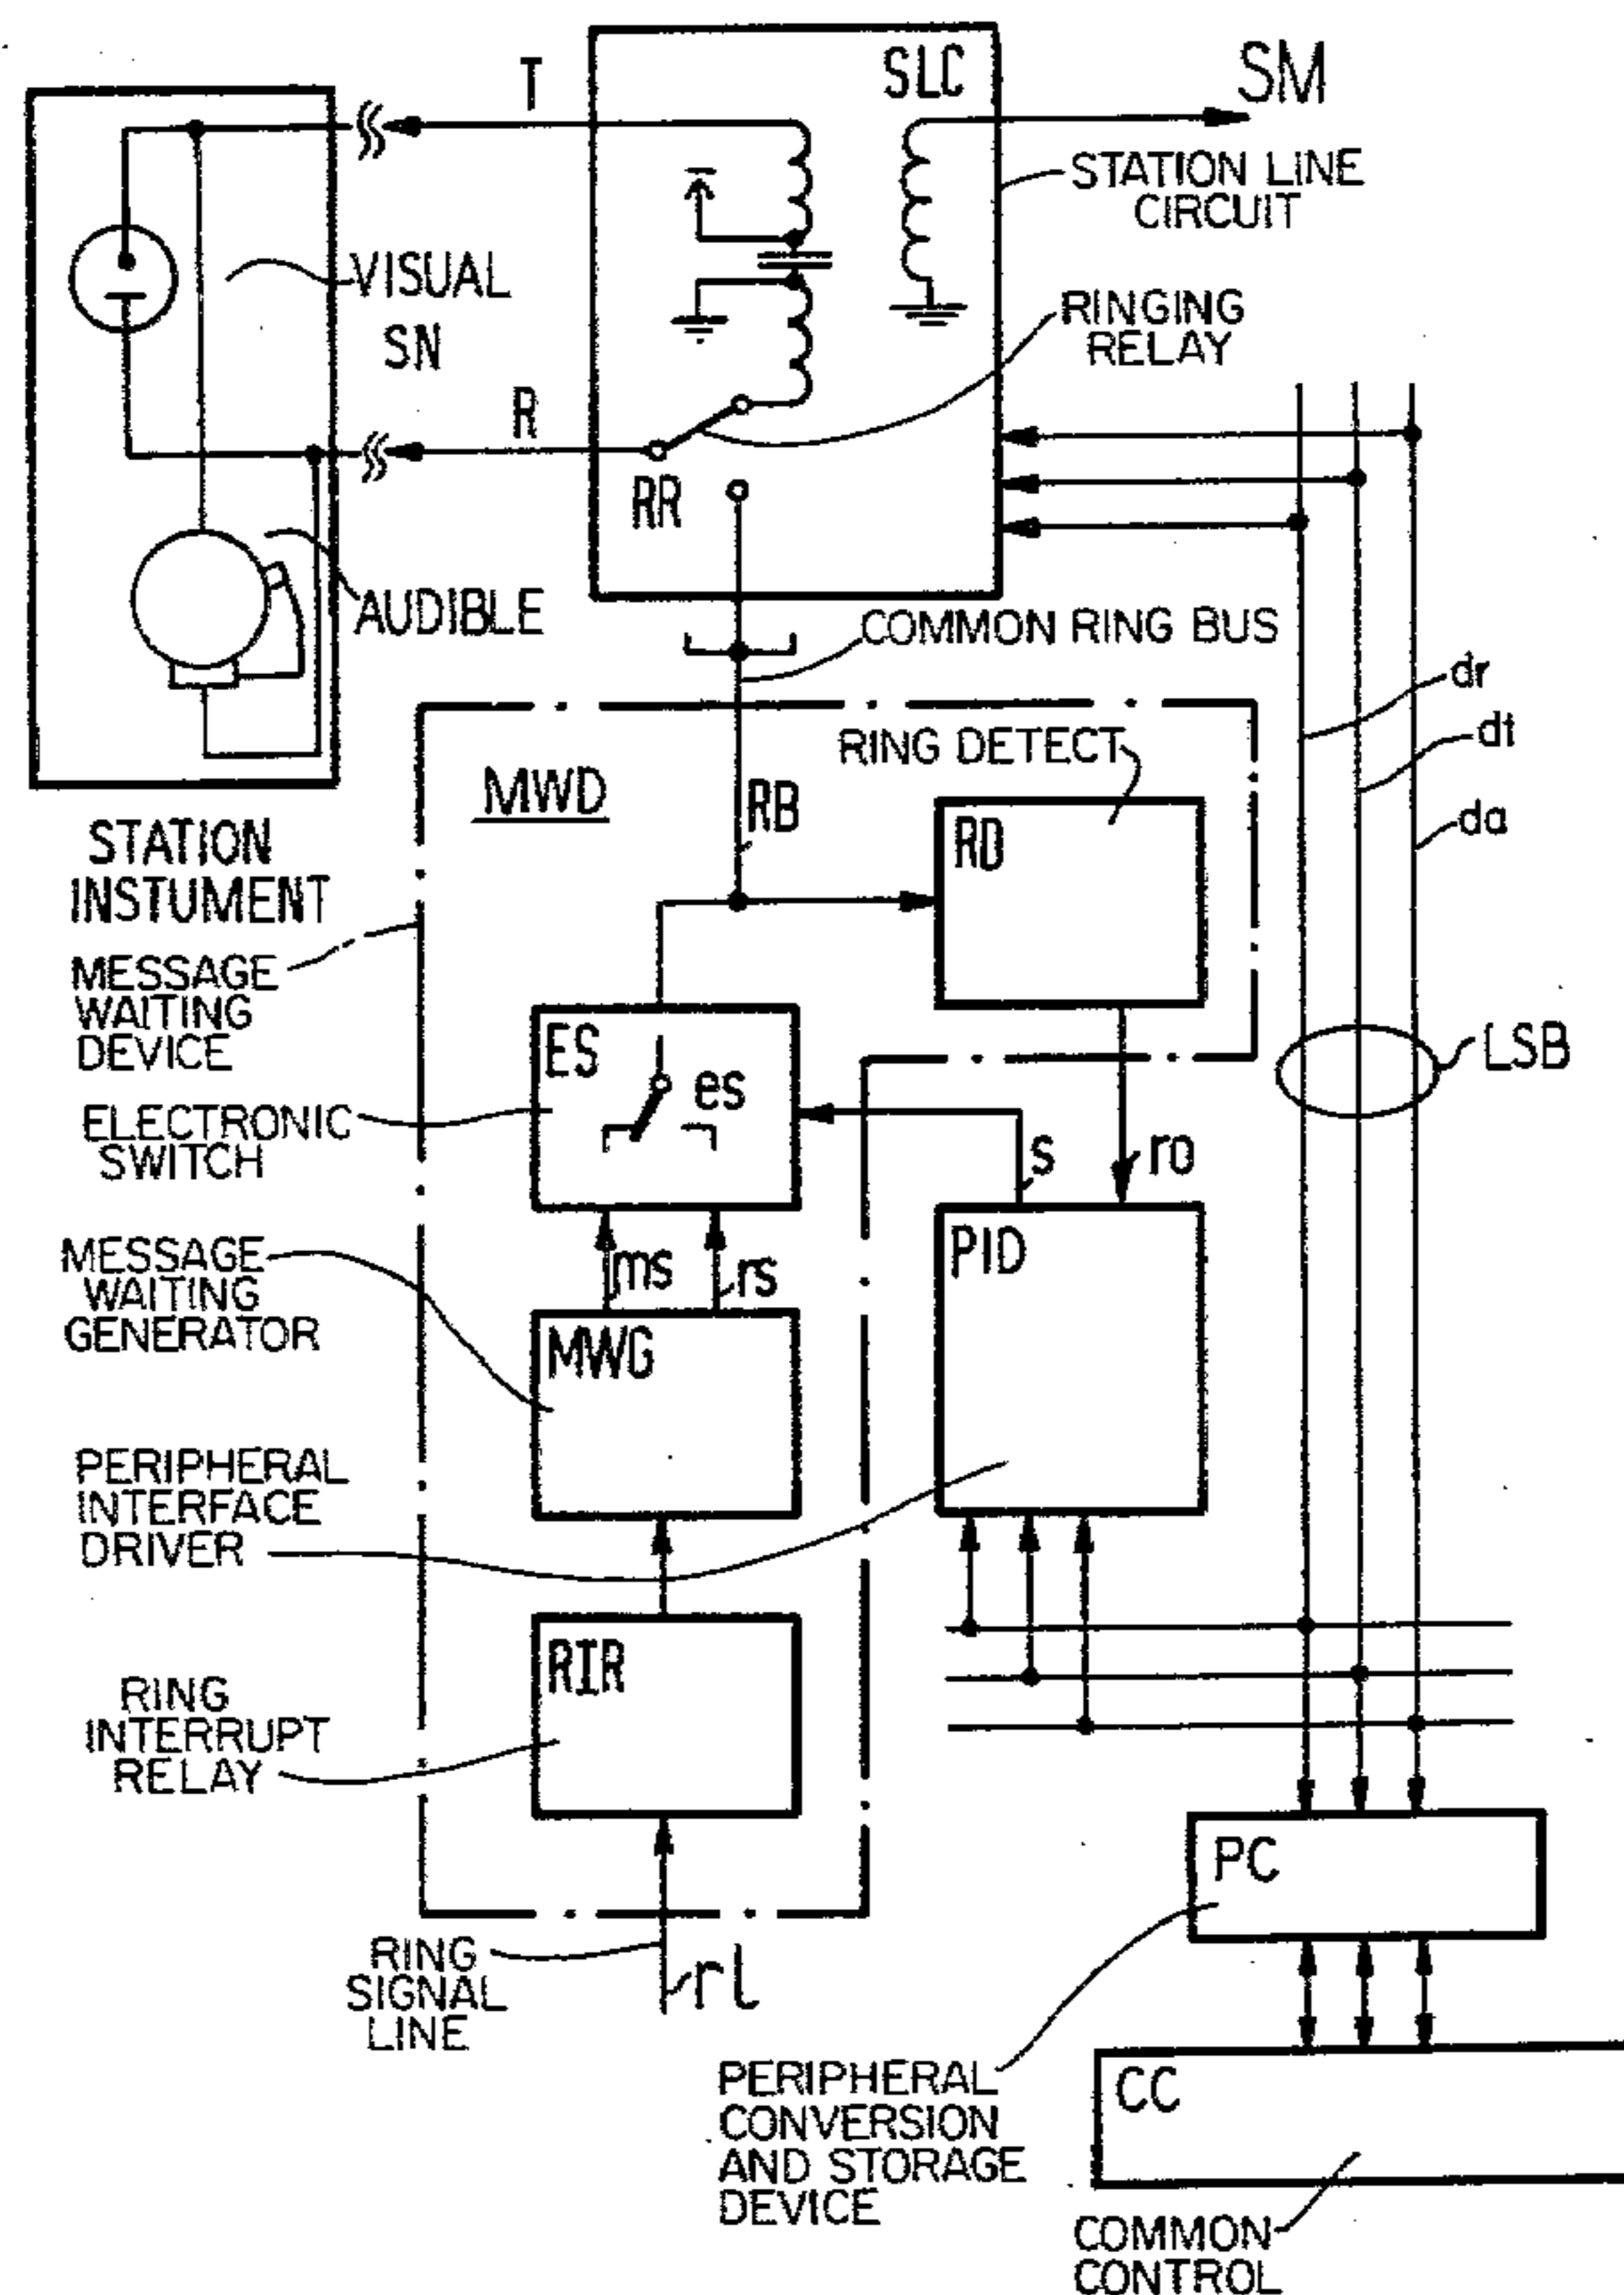 T
SLC
SM
STATION LINE
CIRCUIT
VISUAL
SN
RINGING
RELAY
R
RR
AUDIBLE
COMMON RING BUS
dr
dt
da
RING DETECT
MWD
RB
RD
STATION
INSTUMENT
MESSAGE
WAITING
DEVICE
LSB
ES
es
ELECTRONIC
SWITCH
s
ro
PID
MESSAGE
WAITING
GENERATOR
ms
rs
MWG
PERIPHERAL
INTERFACE
DRIVER
RIR
RING
INTERRUPT
RELAY
PC
RING
SIGNAL
LINE
rl
PERIPHERAL
CONVERSION
AND STORAGE
DEVICE
CC
COMMON
CONTROL